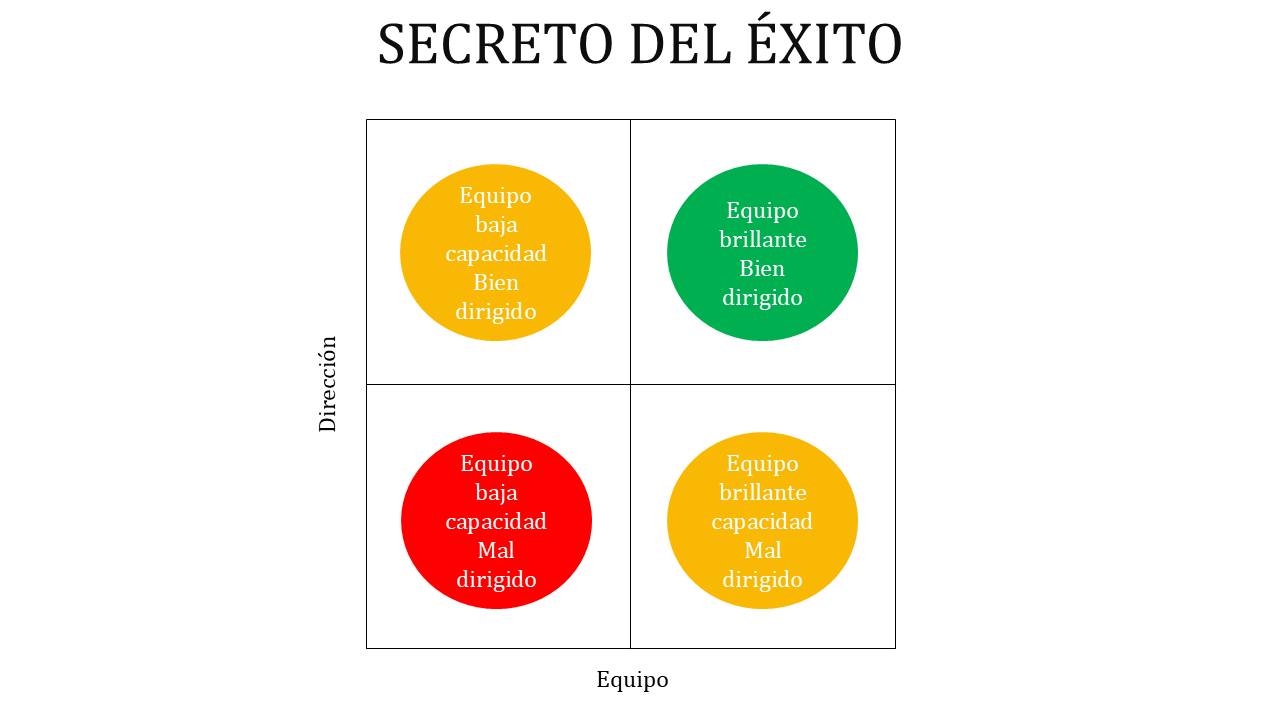 SECRETO DEL ÉXITO
Equipo
baja
capacidad
Bien
dirigido
Equipo
brillante
Bien
dirigido
Dirección
Equipo
baja
capacidad
Mal
dirigido
Equipo
brillante
capacidad
Mal
dirigido
Equipo